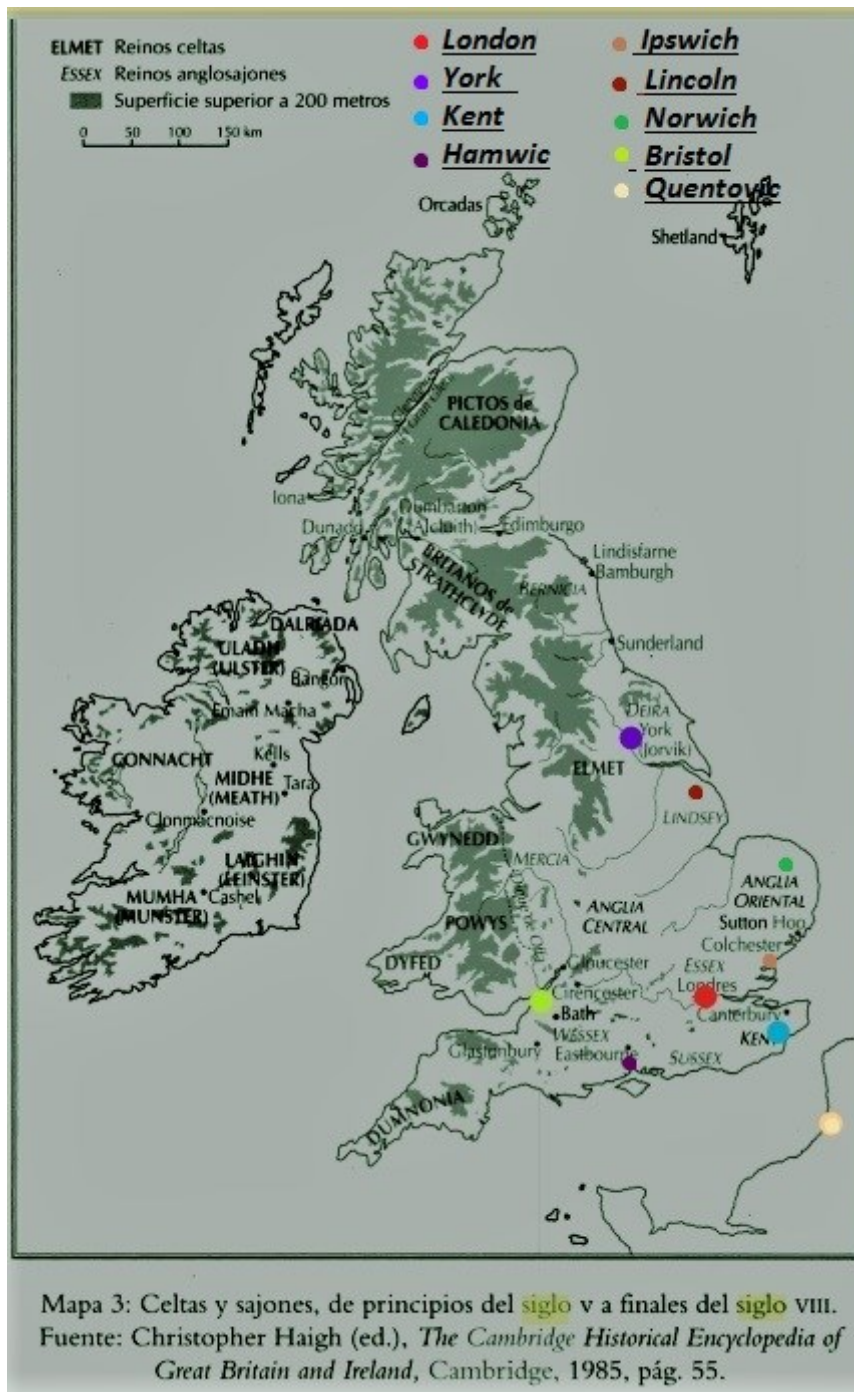 ELMET Reinos celtas
ESSEX Reinos anglosajones
Superficie superior a 200 metros
0 50 100 150 km
London
York
Kent
Hamwic
Ipswich
Lincoln
Norwich
Bristol
Quentovic
Orcadas
Shetland
PICTOS de
CALEDONIA
Iona
Dumbarton
(Alcluith)
Dunadd
Edimburgo
BRITANOS de
STRATHCLYDE
Lindisfarne
Bamburgh
BERNICIA
Sunderland
DALRIADA
ULADH
(ULSTER)
Bangor
Emain Macha
CONNACHT
Kells
MIDHE
(MEATH)
Tara
Clonmacnoise
LAIGHIN
(LEINSTER)
MUMHA
(MUNSTER)
Cashel
DEIRA
York
(Jorvik)
ELMET
LINDSEY
GWYNEDD
MERCIA
ANGLIA
ORIENTAL
ANGLIA
CENTRAL
POWYS
Sutton Hoo
Colchester
DYFED
Gloucester
ESSEX
Londres
Cirencester
Canterbury
Bath
WESSEX
KENT
Glastonbury
Eastbourne
SUSSEX
DUMNONIA
Mapa 3: Celtas y sajones, de principios del siglo V a finales del siglo VIII.
Fuente: Christopher Haigh (ed.), The Cambridge Historical Encyclopedia of
Great Britain and Ireland, Cambridge, 1985, pág. 55.